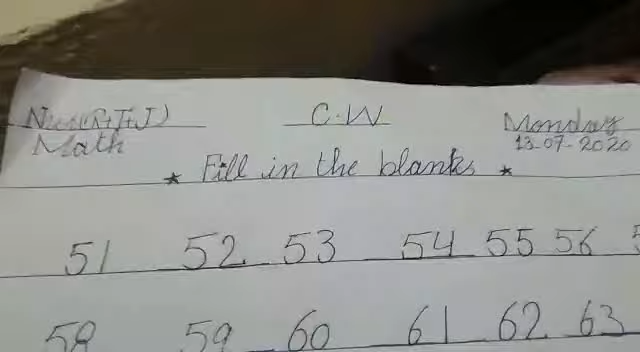 C.W
Monday
Math
13-07-2020
★ Fill in the blanks ★
51 52 53 54 55 56
58 59 60 61 62 63